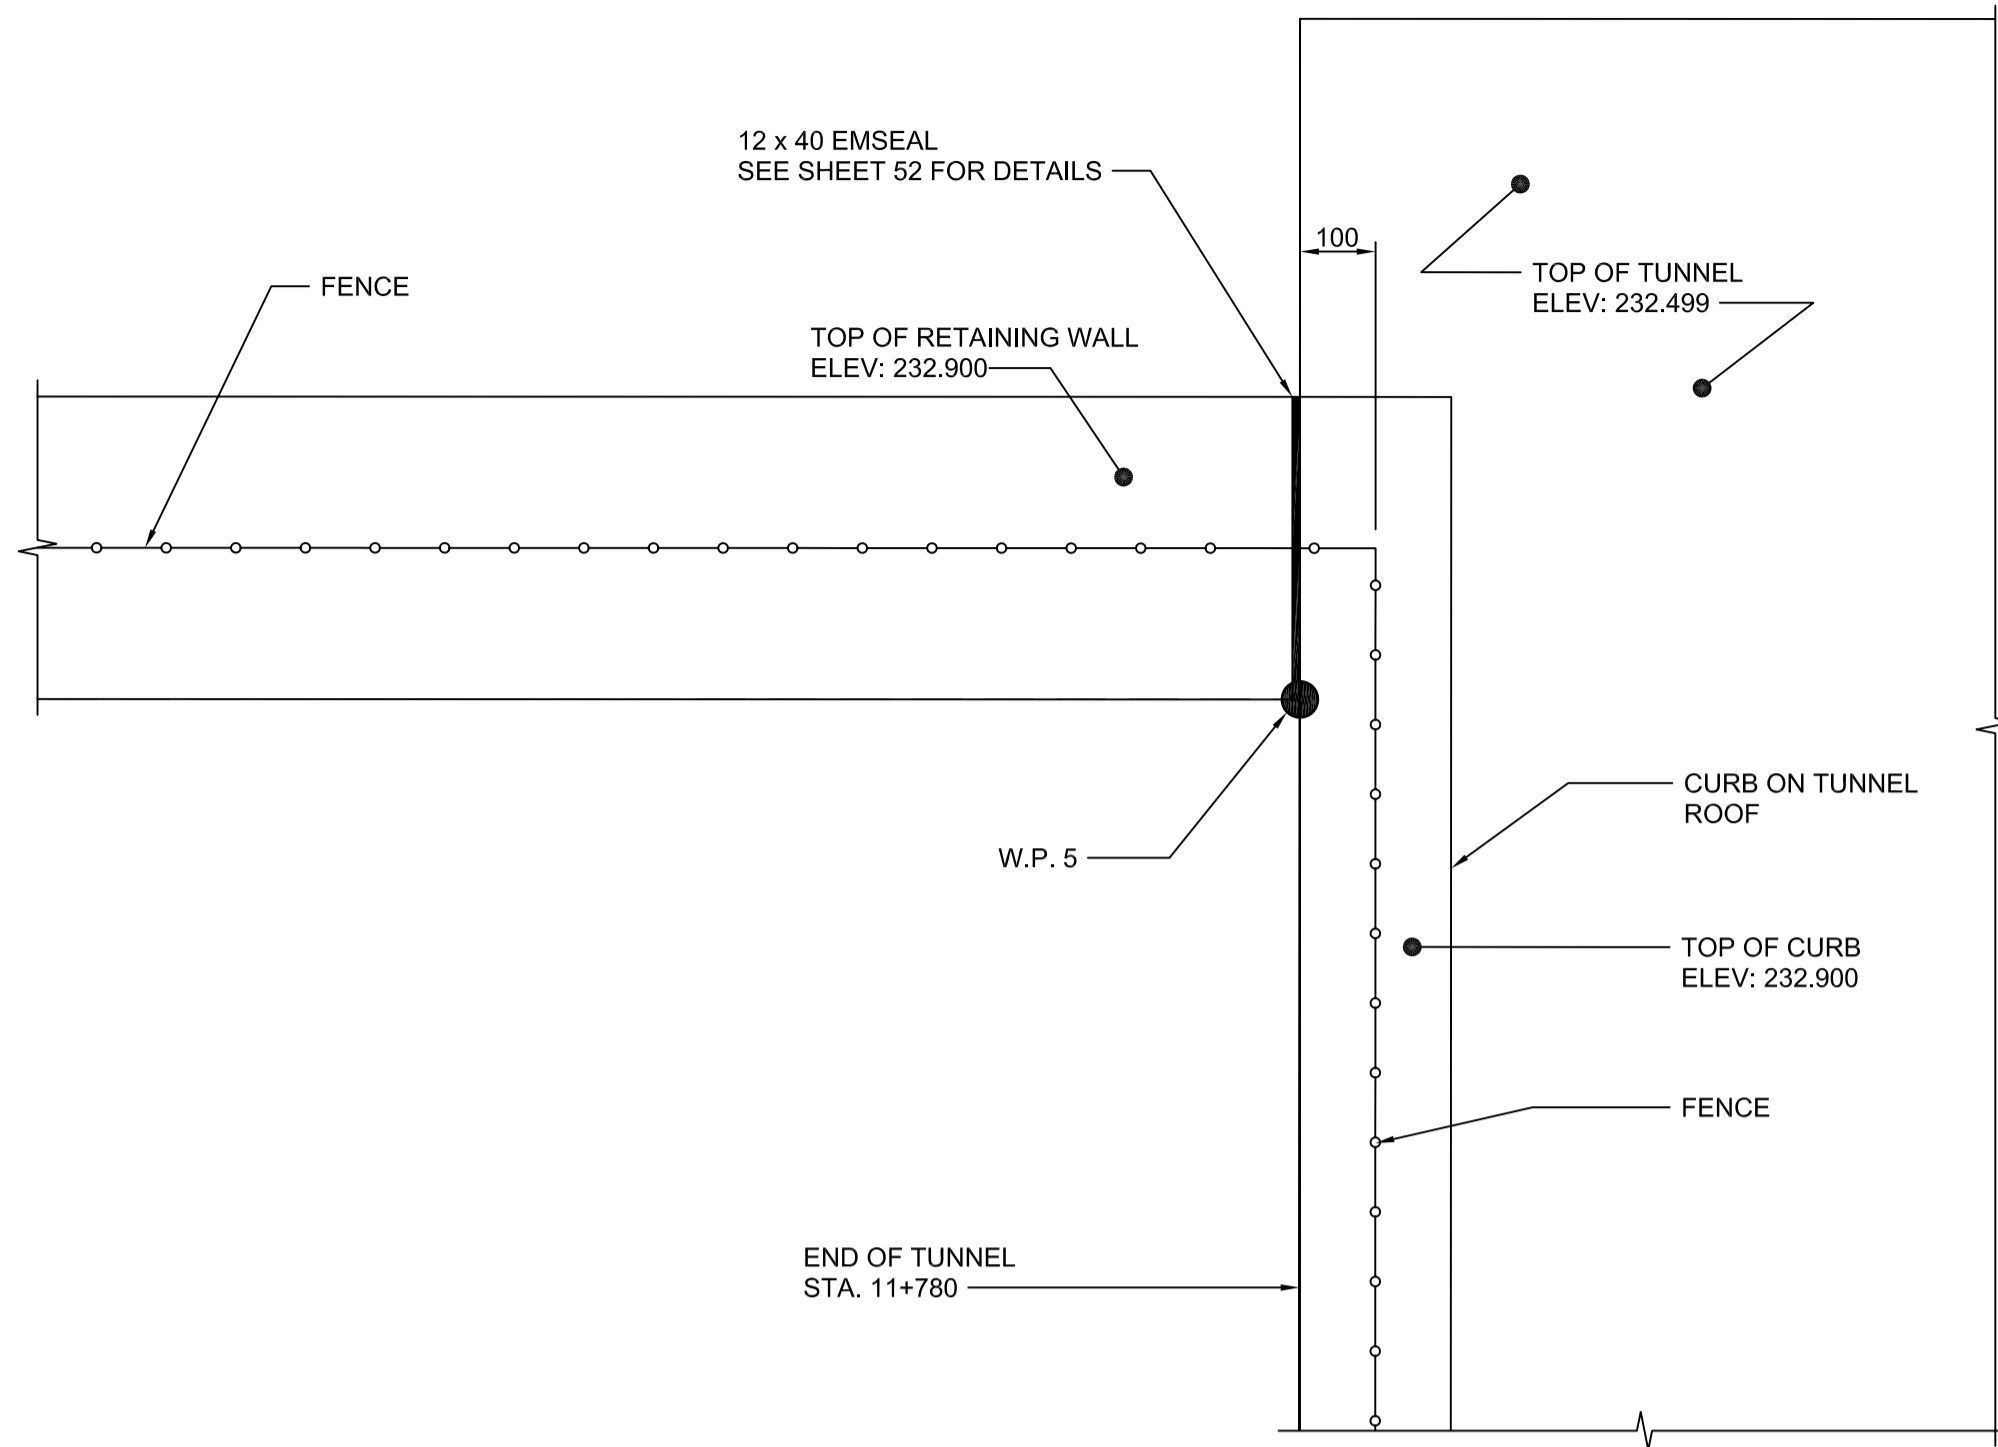 12 x 40 EMSEAL
SEE SHEET 52 FOR DETAILS
100
TOP OF TUNNEL
ELEV: 232.499
FENCE
TOP OF RETAINING WALL
ELEV: 232.900
CURB ON TUNNEL
ROOF
W.P. 5
TOP OF CURB
ELEV: 232.900
FENCE
END OF TUNNEL
STA. 11+780